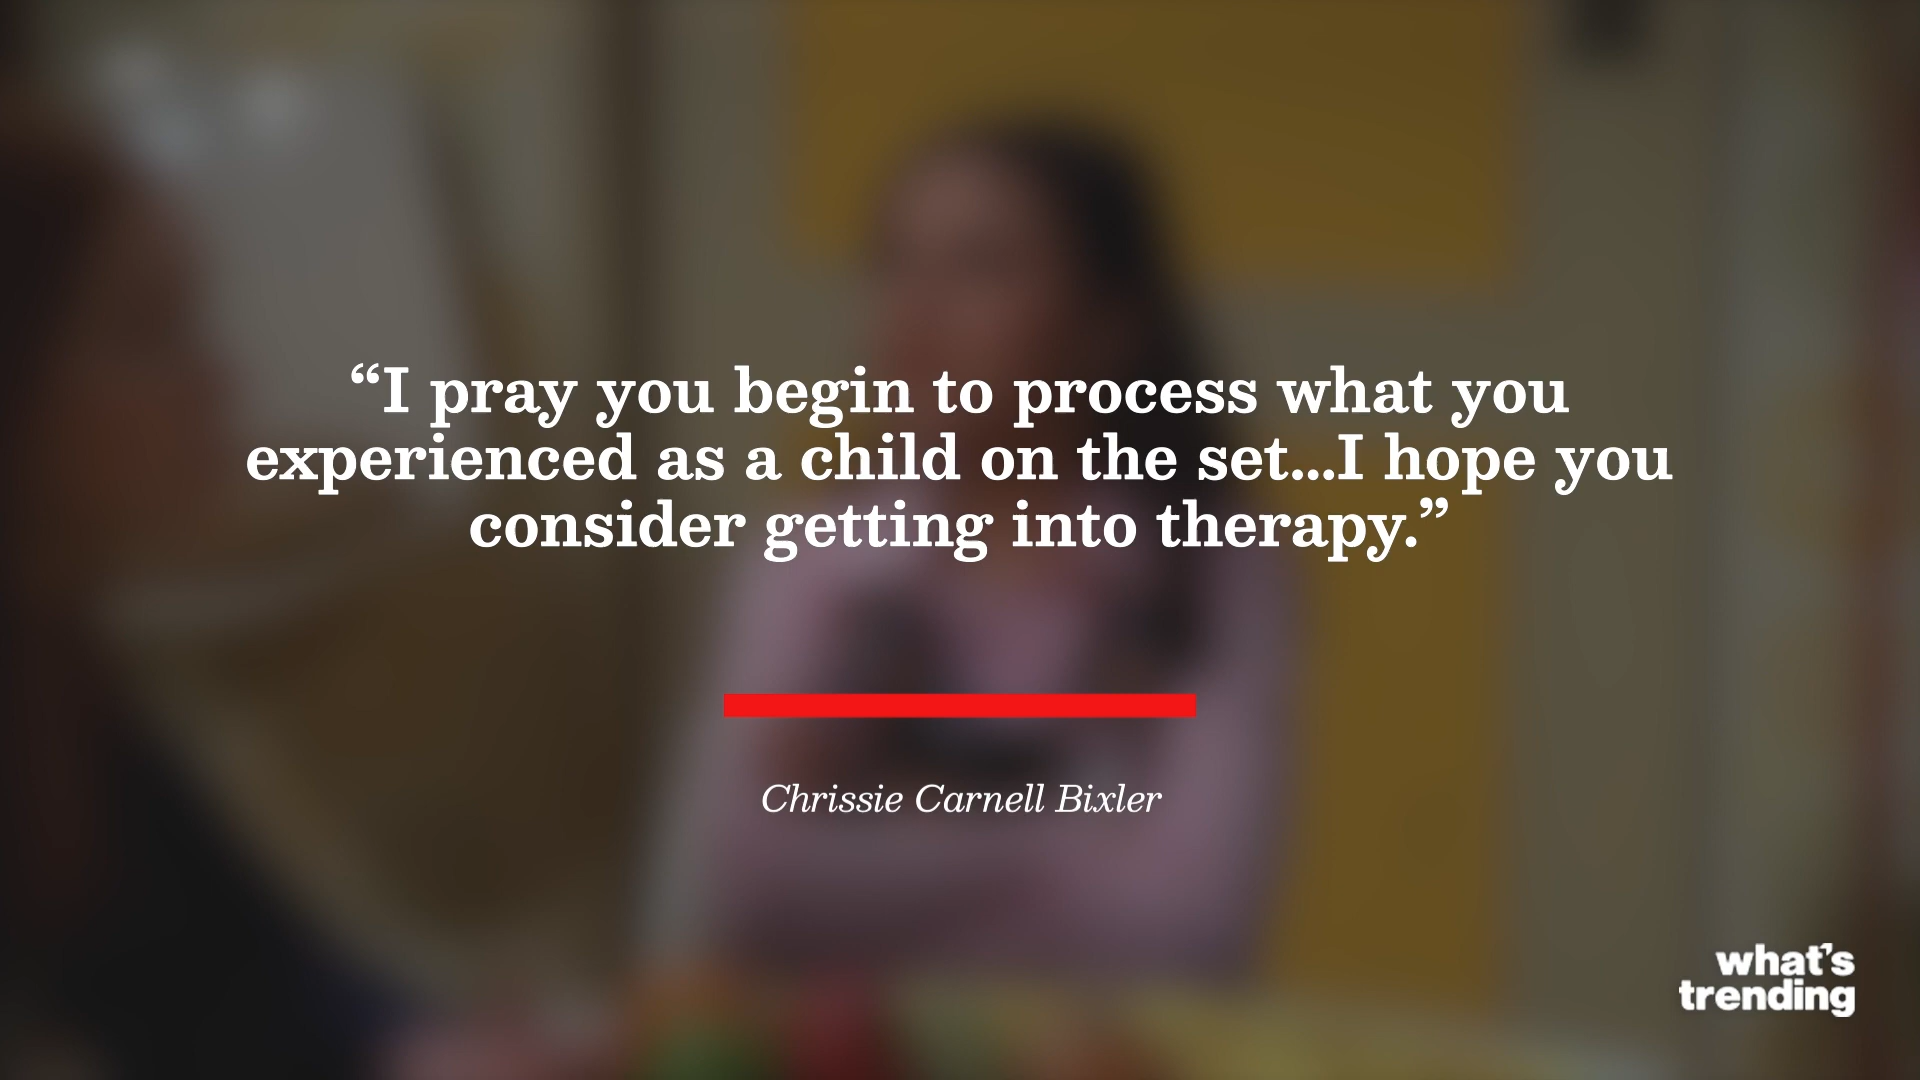 “I pray you begin to process what you
experienced as a child on the set...I hope you
consider getting into therapy.”
Chrissie Carnell Bixler
what's
trending